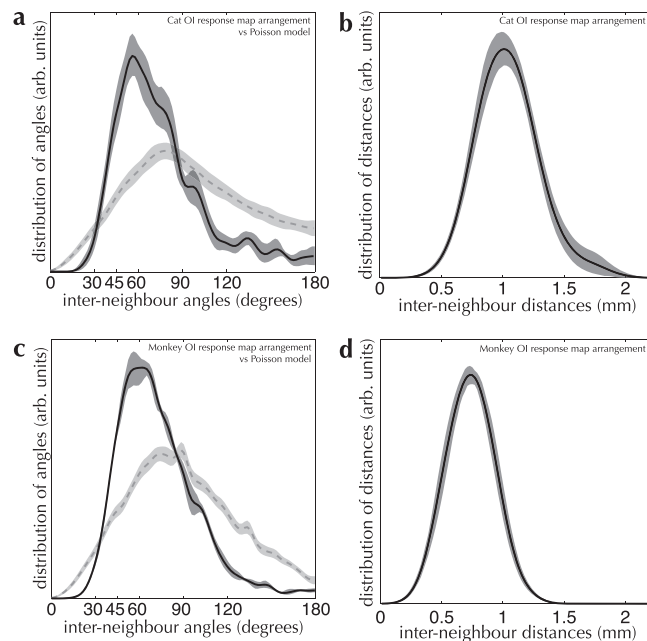 a
Cat OI response map arrangement
vs Poisson model
distribution of angles (arb. units)
0 30 45 60 90 120 180
inter-neighbour angles (degrees)
b
Cat OI response map arrangement
distribution of distances (arb. units)
0 0.5 1 1.5 2
inter-neighbour distances (mm)
c
Monkey OI response map arrangement
vs Poisson model
distribution of angles (arb. units)
0 30 45 60 90 120 180
inter-neighbour angles (degrees)
d
Monkey OI response map arrangement
distribution of distances (arb. units)
0 0.5 1 1.5 2
inter-neighbour distances (mm)